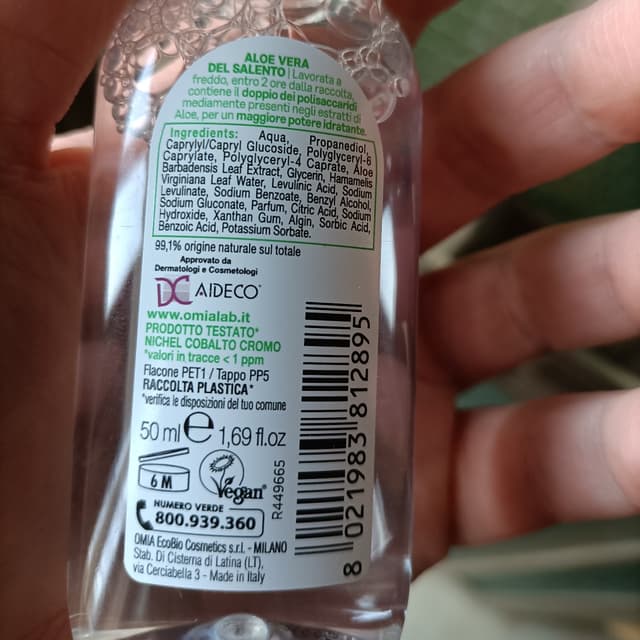 ALOE VERA
DEL SALENTO | Lavorata a
freddo, entro 2 ore dalla raccolta,
contiene il doppio dei polisaccaridi
mediamente presenti negli estratti di
Aloe, per un maggiore potere idratante.
Ingredients: Aqua, Propanediol,
Caprylyl/Capryl Glucoside, Polyglyceryl-6
Caprylate, Polyglyceryl-4 Caprate, Aloe
Barbadensis Leaf Extract, Glycerin, Hamamelis
Virginiana Leaf Water, Levulinic Acid, Sodium
Levulinate, Sodium Benzoate, Benzyl Alcohol,
Sodium Gluconate, Parfum, Citric Acid, Sodium
Hydroxide, Xanthan Gum, Algin, Sorbic Acid,
Benzoic Acid, Potassium Sorbate.
99,1% origine naturale sul totale
Approvato da
Dermatologi e Cosmetologi
DC AIDECO®
www.omialab.it
PRODOTTO TESTATO*
NICHEL COBALTO CROMO
*valori in tracce < 1 ppm
Flacone PET1 / Tappo PP5
RACCOLTA PLASTICA*
*verifica le disposizioni del tuo comune
50 ml ℮ 1,69 fl.oz
6 M
Vegan®
NUMERO VERDE
800.939.360
OMIA EcoBio Cosmetics s.r.l. - MILANO
Stab. Di Cisterna di Latina (LT),
via Cerciabella 3 - Made in Italy
R449665
8 021983 812895